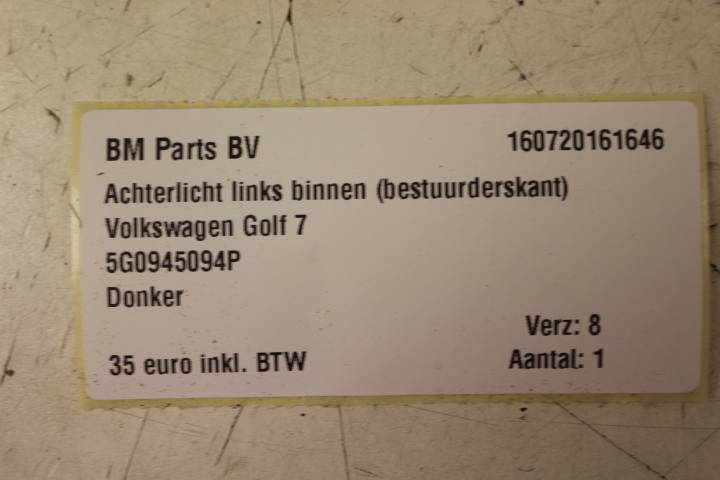 BM Parts BV 160720161646
Achterlicht links binnen (bestuurderskant)
Volkswagen Golf 7
5G0945094P
Donker
Verz: 8
35 euro inkl. BTW Aantal: 1